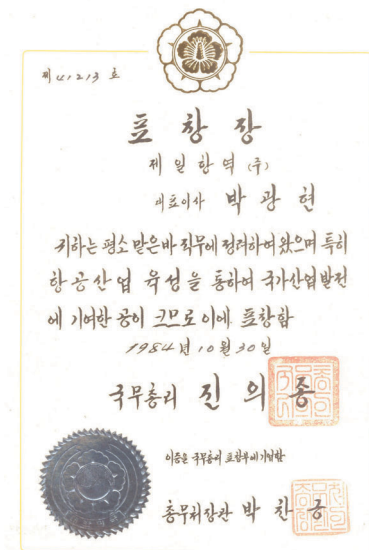 제 41213 호
표창장
제일항역(주)
대표이사 박광현
귀하는 평소 맡은바 직무에 정려하여 왔으며 특히
항공산업 육성을 통하여 국가산업발전
에 기여한 공이 크므로 이에 표창함
1984년 10월 30일
국무총리 진의종
이증은 국무총리 표창부에 기입함
총무처장관 박찬긍